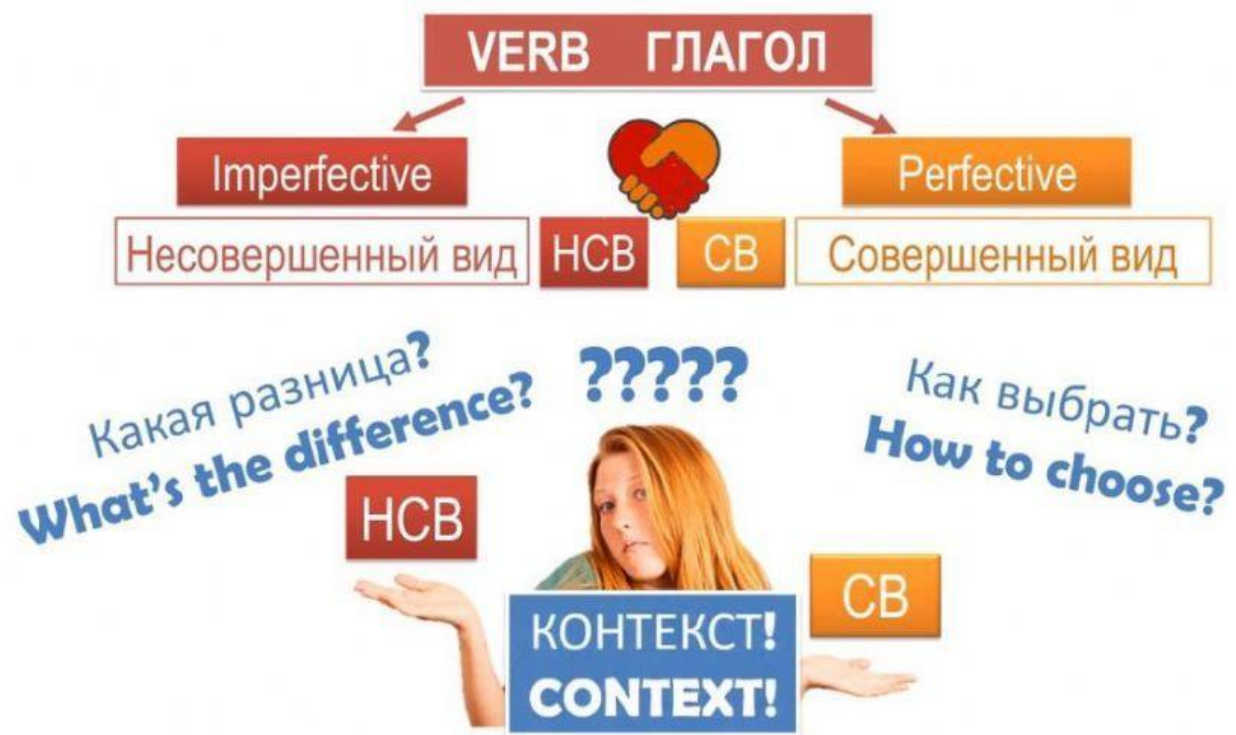 VERB ГЛАГОЛ
Imperfective
Perfective
Несовершенный вид
НСВ
СВ
Совершенный вид
Какая разница?
What's the difference?
?????
Как выбрать?
How to choose?
НСВ
СВ
КОНТЕКСТ!
CONTEXT!